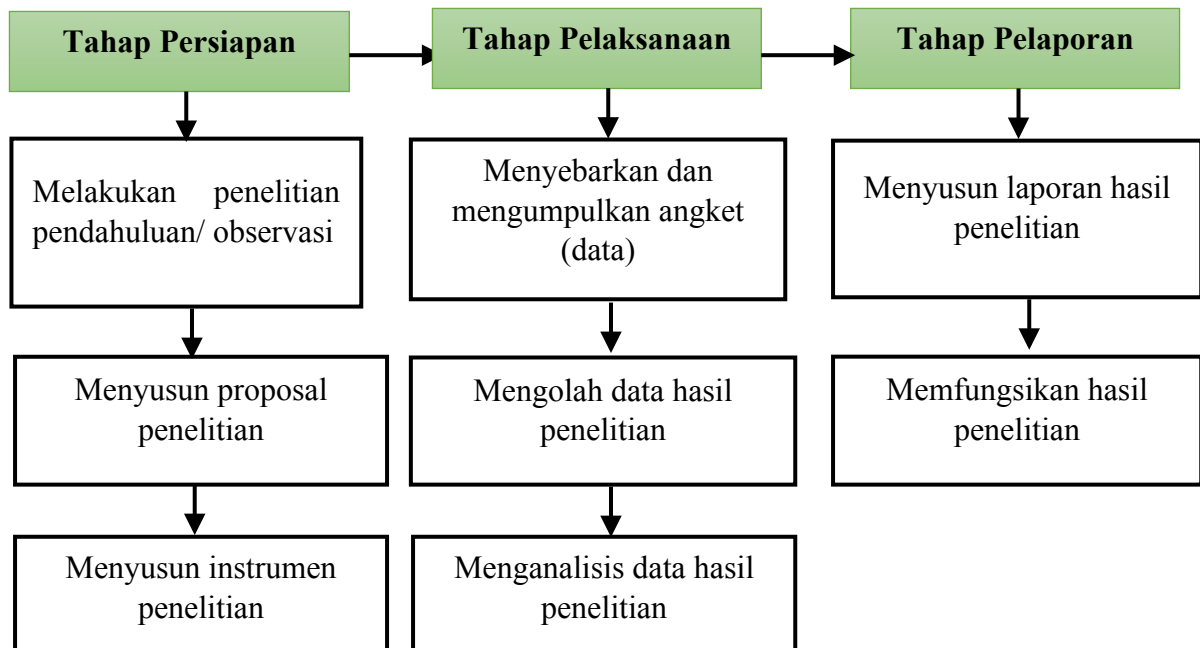 Tahap Persiapan
Tahap Pelaksanaan
Tahap Pelaporan
Melakukan penelitian
pendahuluan/ observasi
Menyebarkan dan
mengumpulkan angket
(data)
Menyusun laporan hasil
penelitian
Menyusun proposal
penelitian
Mengolah data hasil
penelitian
Memfungsikan hasil
penelitian
Menyusun instrumen
penelitian
Menganalisis data hasil
penelitian